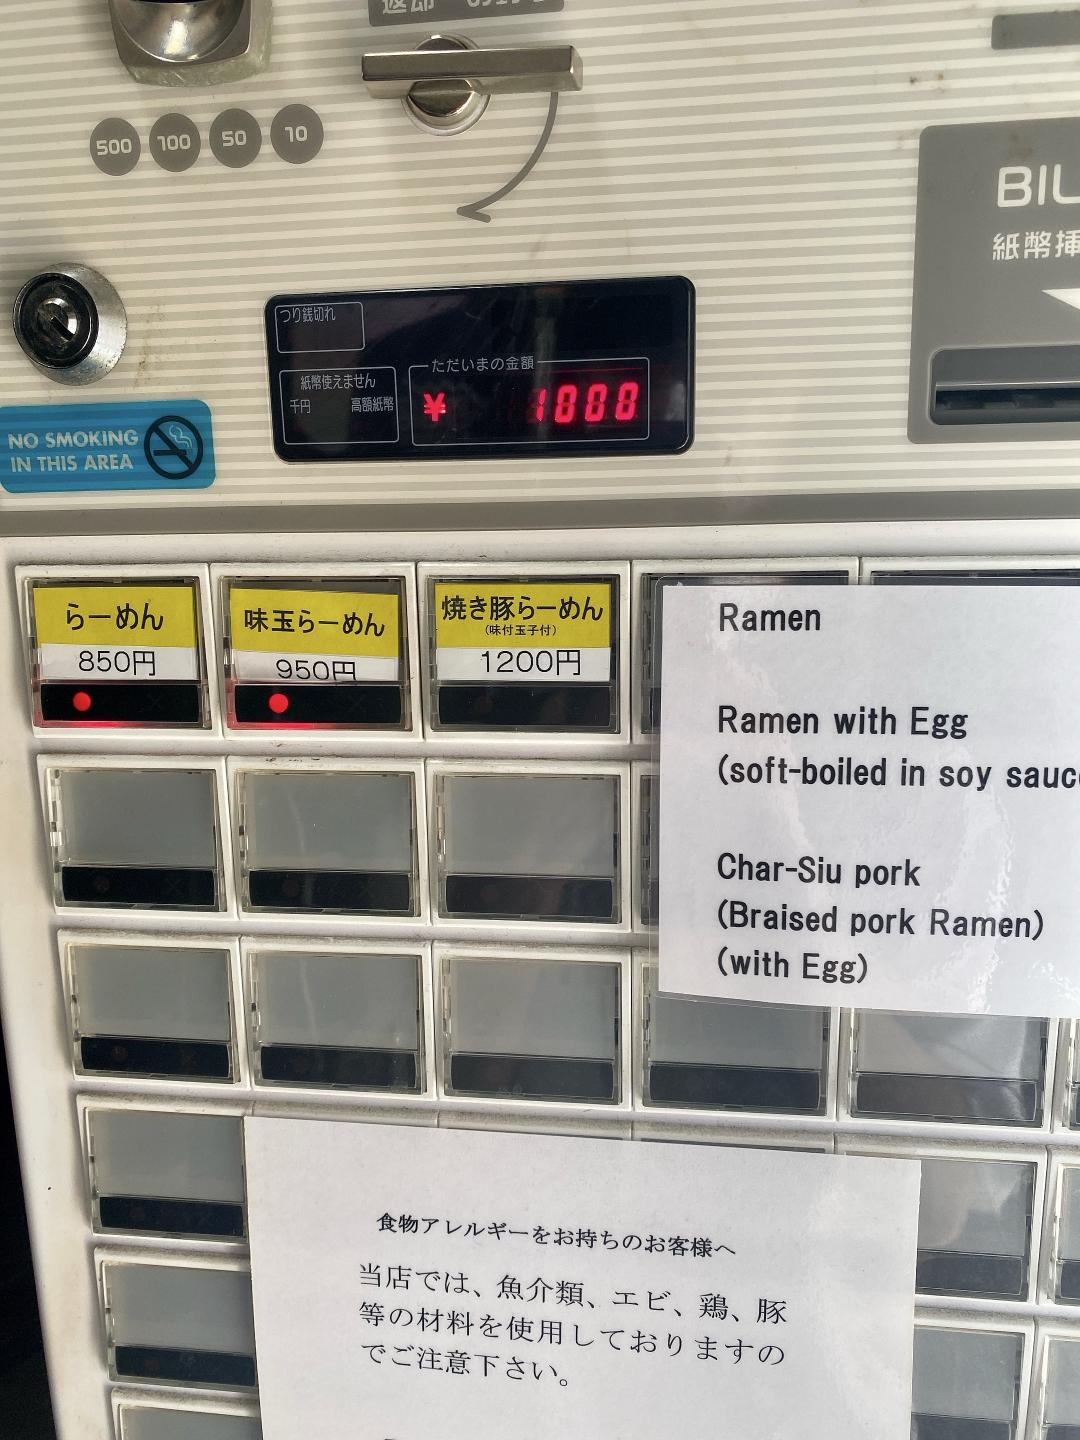 500 100 50 10
紙幣
つり銭切れ
紙幣使えません
千円 高額紙幣
ただいまの金額
¥ 1000
NO SMOKING
IN THIS AREA
らーめん
850円
味玉らーめん
950円
焼き豚らーめん
(味付玉子付)
1200円
Ramen
Ramen with Egg
(soft-boiled in soy sauce
Char-Siu pork
(Braised pork Ramen)
(with Egg)
食物アレルギーをお持ちのお客様へ
当店では、魚介類、エビ、鶏、豚
等の材料を使用しておりますの
でご注意下さい。